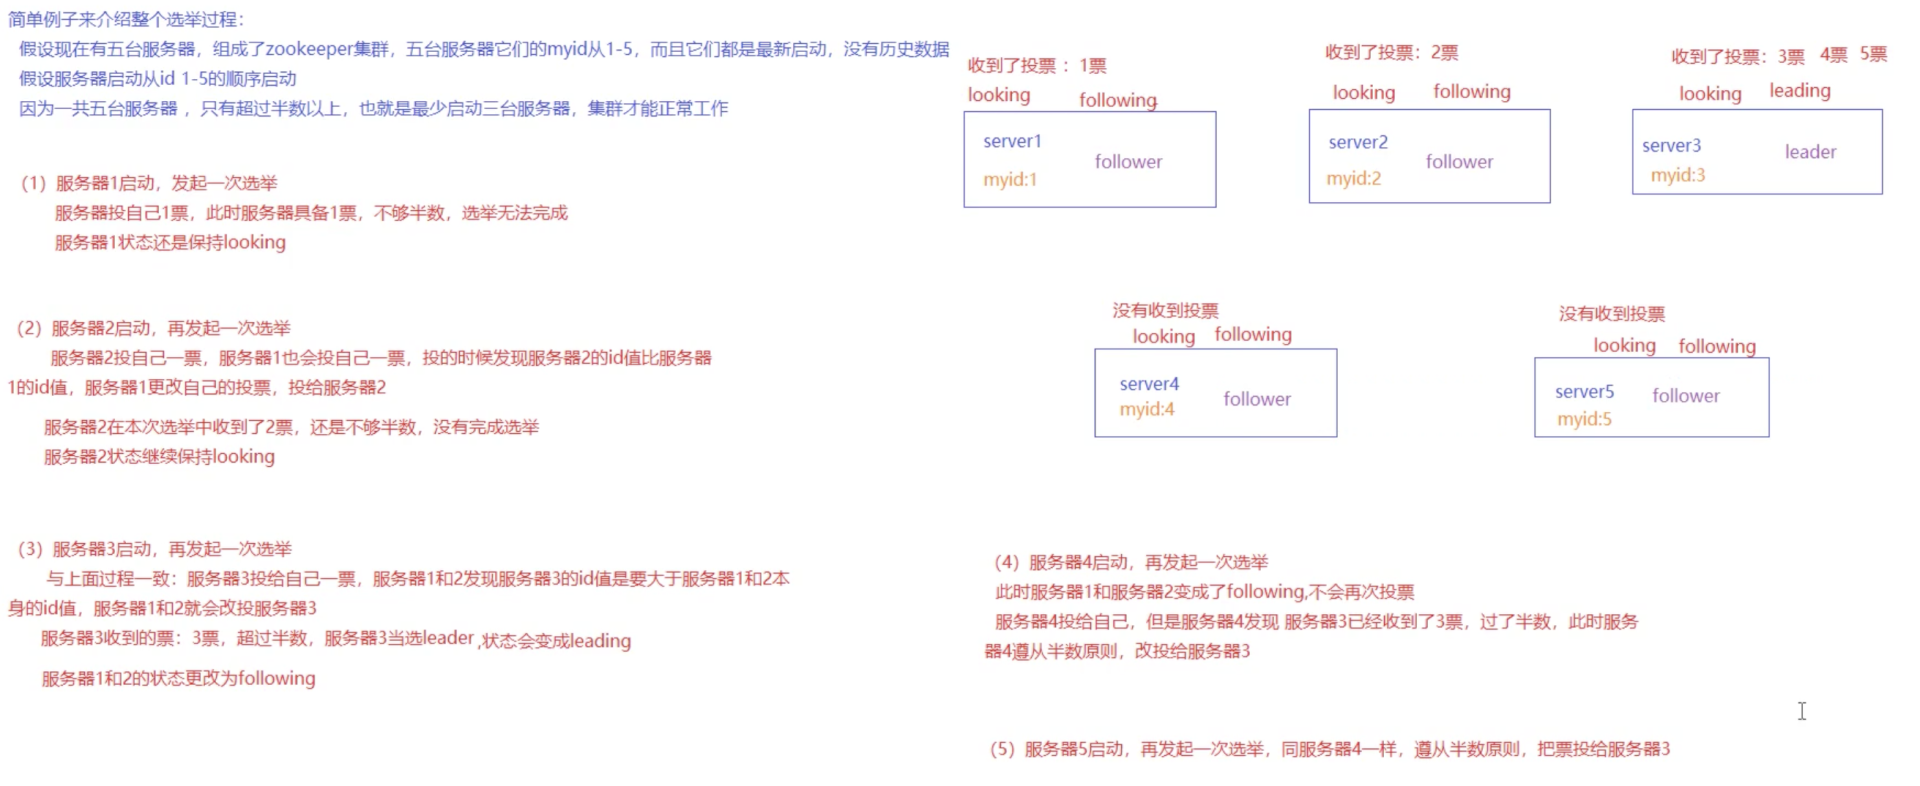 简单例子来介绍整个选举过程：
假设现在有五台服务器，组成了zookeeper集群，五台服务器它们的myid从1-5，而且它们都是最新启动，没有历史数据
假设服务器启动从id 1-5的顺序启动
因为一共五台服务器 ，只有超过半数以上，也就是最少启动三台服务器，集群才能正常工作
（1）服务器1启动，发起一次选举
服务器投自己1票，此时服务器具备1票，不够半数，选举无法完成
服务器1状态还是保持looking
（2）服务器2启动，再发起一次选举
服务器2投自己一票，服务器1也会投自己一票，投的时候发现服务器2的id值比服务器
1的id值，服务器1更改自己的投票，投给服务器2
服务器2在本次选举中收到了2票，还是不够半数，没有完成选举
服务器2状态继续保持looking
（3）服务器3启动，再发起一次选举
与上面过程一致：服务器3投给自己一票，服务器1和2发现服务器3的id值是要大于服务器1和2本
身的id值，服务器1和2就会改投服务器3
服务器3收到的票：3票，超过半数，服务器3当选leader ,状态会变成leading
服务器1和2的状态更改为following
收到了投票 ：1票
looking following
server1
follower
myid:1
收到了投票：2票
looking following
server2
follower
myid:2
收到了投票：3票 4票 5票
looking leading
server3
leader
myid:3
没有收到投票
looking following
server4
follower
myid:4
没有收到投票
looking following
server5
follower
myid:5
（4）服务器4启动，再发起一次选举
此时服务器1和服务器2变成了following,不会再次投票
服务器4投给自己，但是服务器4发现 服务器3已经收到了3票，过了半数，此时服务
器4遵从半数原则，改投给服务器3
（5）服务器5启动，再发起一次选举，同服务器4一样，遵从半数原则，把票投给服务器3